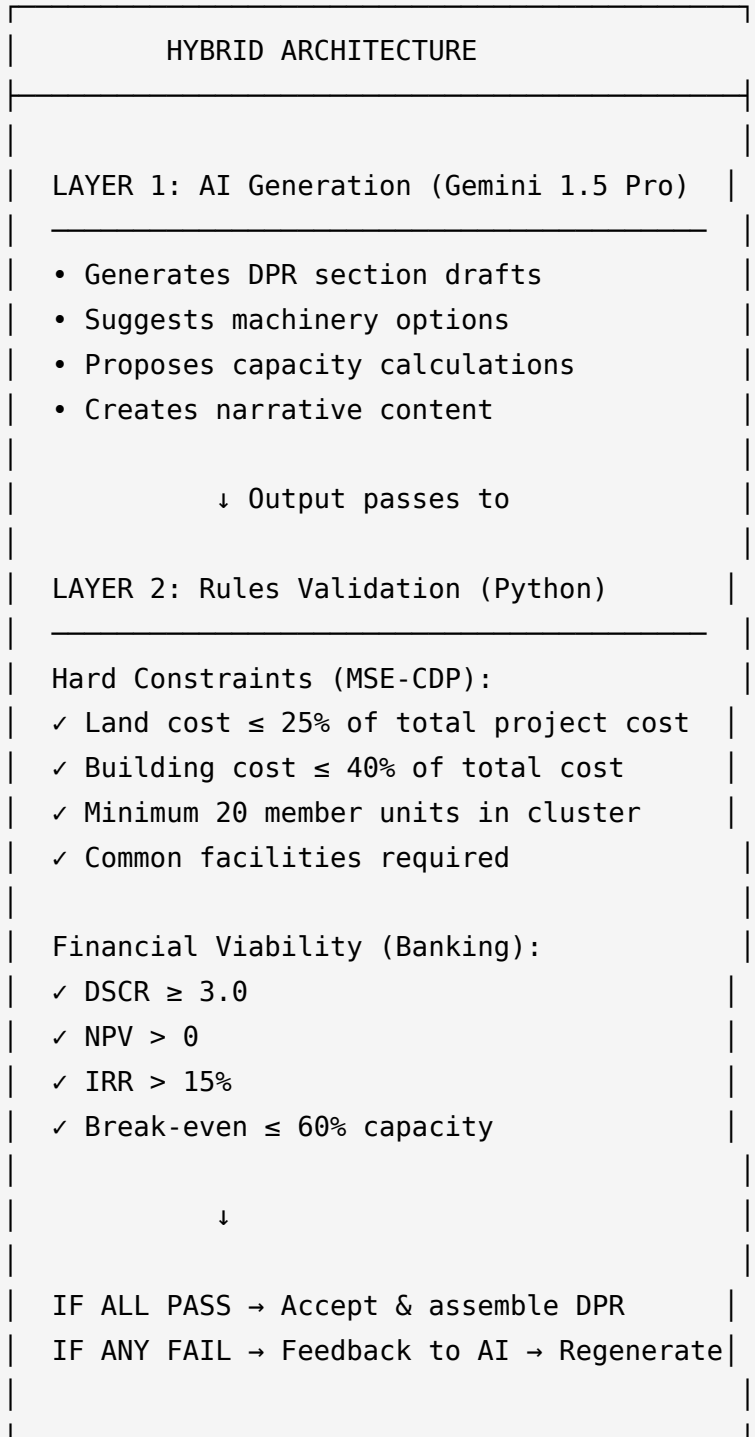 HYBRID ARCHITECTURE
LAYER 1: AI Generation (Gemini 1.5 Pro)
• Generates DPR section drafts
• Suggests machinery options
• Proposes capacity calculations
• Creates narrative content
↓ Output passes to
LAYER 2: Rules Validation (Python)
Hard Constraints (MSE-CDP):
✓ Land cost ≤ 25% of total project cost
✓ Building cost ≤ 40% of total cost
✓ Minimum 20 member units in cluster
✓ Common facilities required
Financial Viability (Banking):
✓ DSCR ≥ 3.0
✓ NPV > 0
✓ IRR > 15%
✓ Break-even ≤ 60% capacity
↓
IF ALL PASS → Accept & assemble DPR
IF ANY FAIL → Feedback to AI → Regenerate